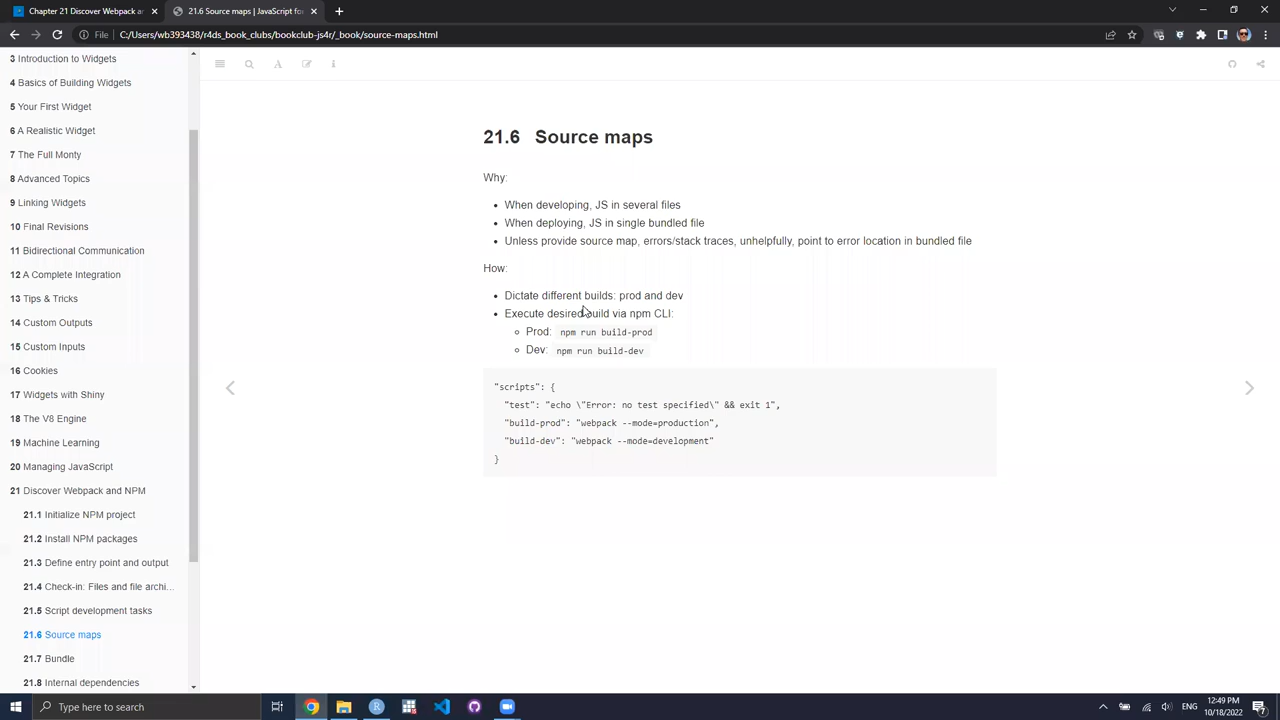 Chapter 21 Discover Webpack an
21.6 Source maps | JavaScript for
File
C:/Users/wb393438/r4ds_book_clubs/bookclub-js4r/_book/source-maps.html
3 Introduction to Widgets
4 Basics of Building Widgets
5 Your First Widget
6 A Realistic Widget
7 The Full Monty
8 Advanced Topics
9 Linking Widgets
10 Final Revisions
11 Bidirectional Communication
12 A Complete Integration
13 Tips & Tricks
14 Custom Outputs
15 Custom Inputs
16 Cookies
17 Widgets with Shiny
18 The V8 Engine
19 Machine Learning
20 Managing JavaScript
21 Discover Webpack and NPM
21.1 Initialize NPM project
21.2 Install NPM packages
21.3 Define entry point and output
21.4 Check-in: Files and file archi...
21.5 Script development tasks
21.6 Source maps
21.7 Bundle
21.8 Internal dependencies
21.6 Source maps
Why:
• When developing, JS in several files
• When deploying, JS in single bundled file
• Unless provide source map, errors/stack traces, unhelpfully, point to error location in bundled file
How:
• Dictate different builds: prod and dev
• Execute desired build via npm CLI:
Prod: npm run build-prod
Dev: npm run build-dev
"scripts": {
"test": "echo \"Error: no test specified\" && exit 1",
"build-prod": "webpack --mode=production",
"build-dev": "webpack --mode=development"
}
Type here to search
ENG
12:49 PM
10/18/2022